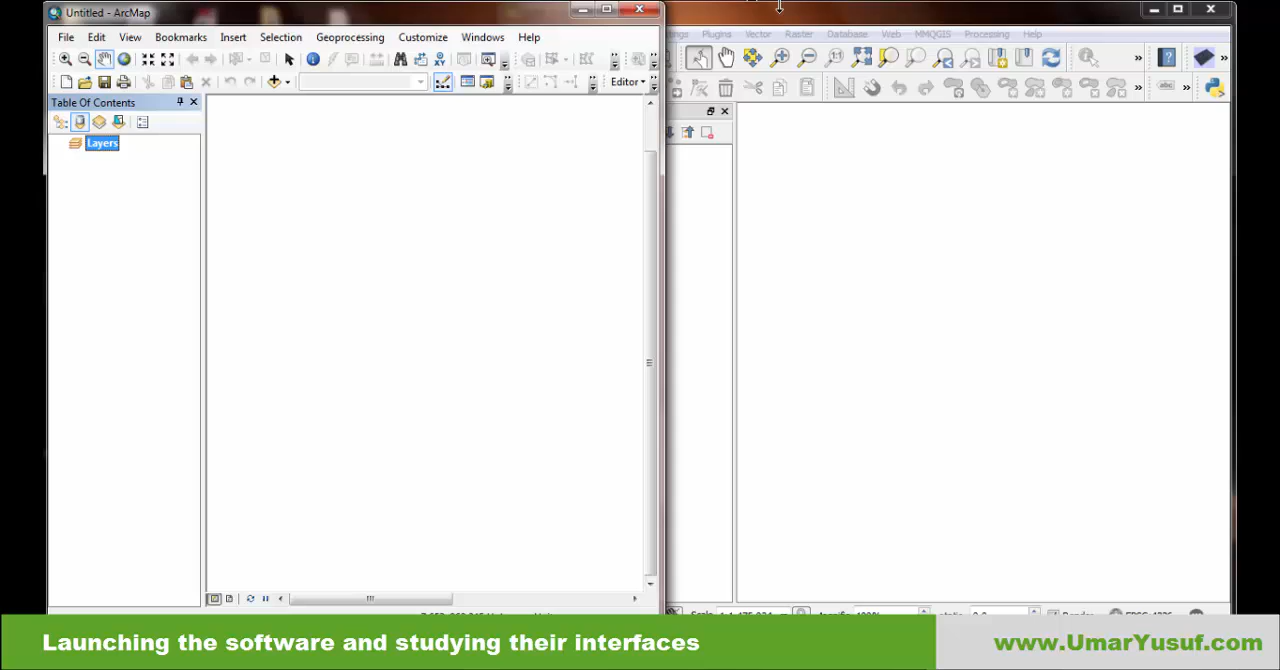 Untitled - ArcMap
File Edit View Bookmarks Insert Selection Geoprocessing Customize Windows Help
Plugins Vector Raster Database Web MMQGIS Processing Help
Editor
Table Of Contents
Layers
Launching the software and studying their interfaces
www.UmarYusuf.com